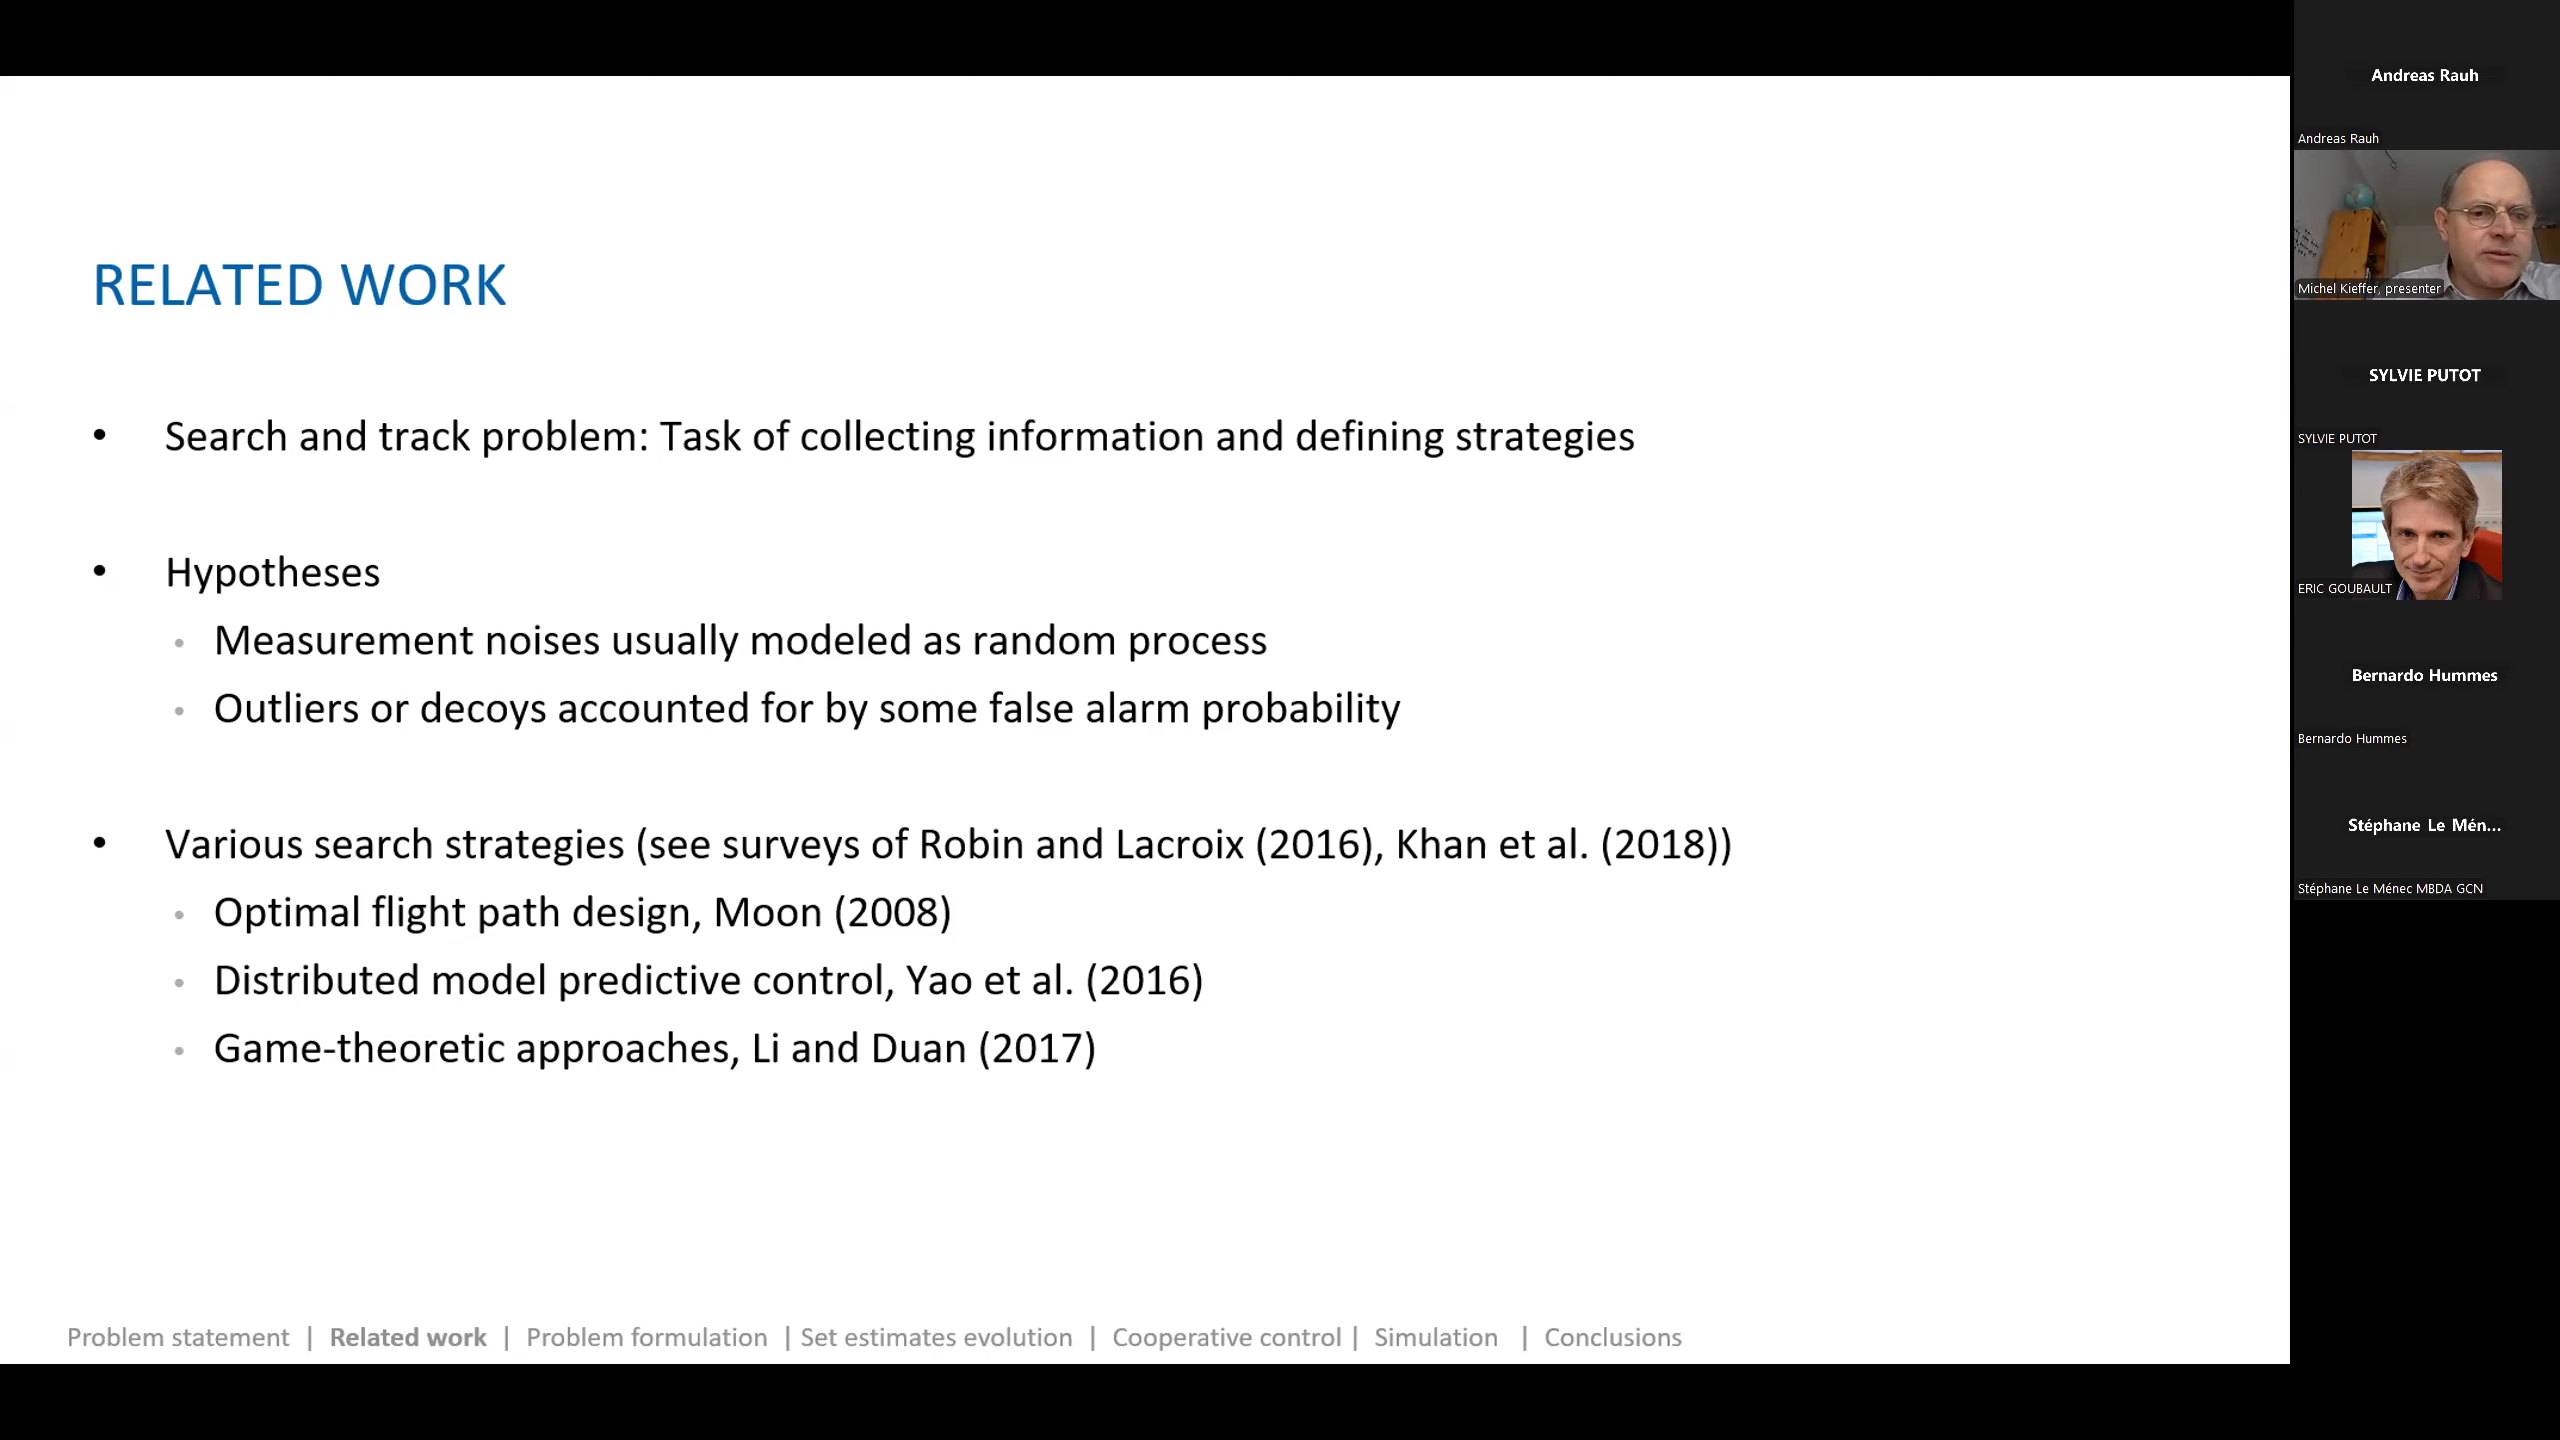 RELATED WORK
• Search and track problem: Task of collecting information and defining strategies
• Hypotheses
• Measurement noises usually modeled as random process
• Outliers or decoys accounted for by some false alarm probability
• Various search strategies (see surveys of Robin and Lacroix (2016), Khan et al. (2018))
• Optimal flight path design, Moon (2008)
• Distributed model predictive control, Yao et al. (2016)
• Game-theoretic approaches, Li and Duan (2017)
Problem statement | Related work | Problem formulation | Set estimates evolution | Cooperative control | Simulation | Conclusions
Andreas Rauh
Andreas Rauh
Michel Kieffer, presenter
SYLVIE PUTOT
SYLVIE PUTOT
ERIC GOUBAULT
Bernardo Hummes
Bernardo Hummes
Stéphane Le Mén...
Stéphane Le Ménec MBDA GCN